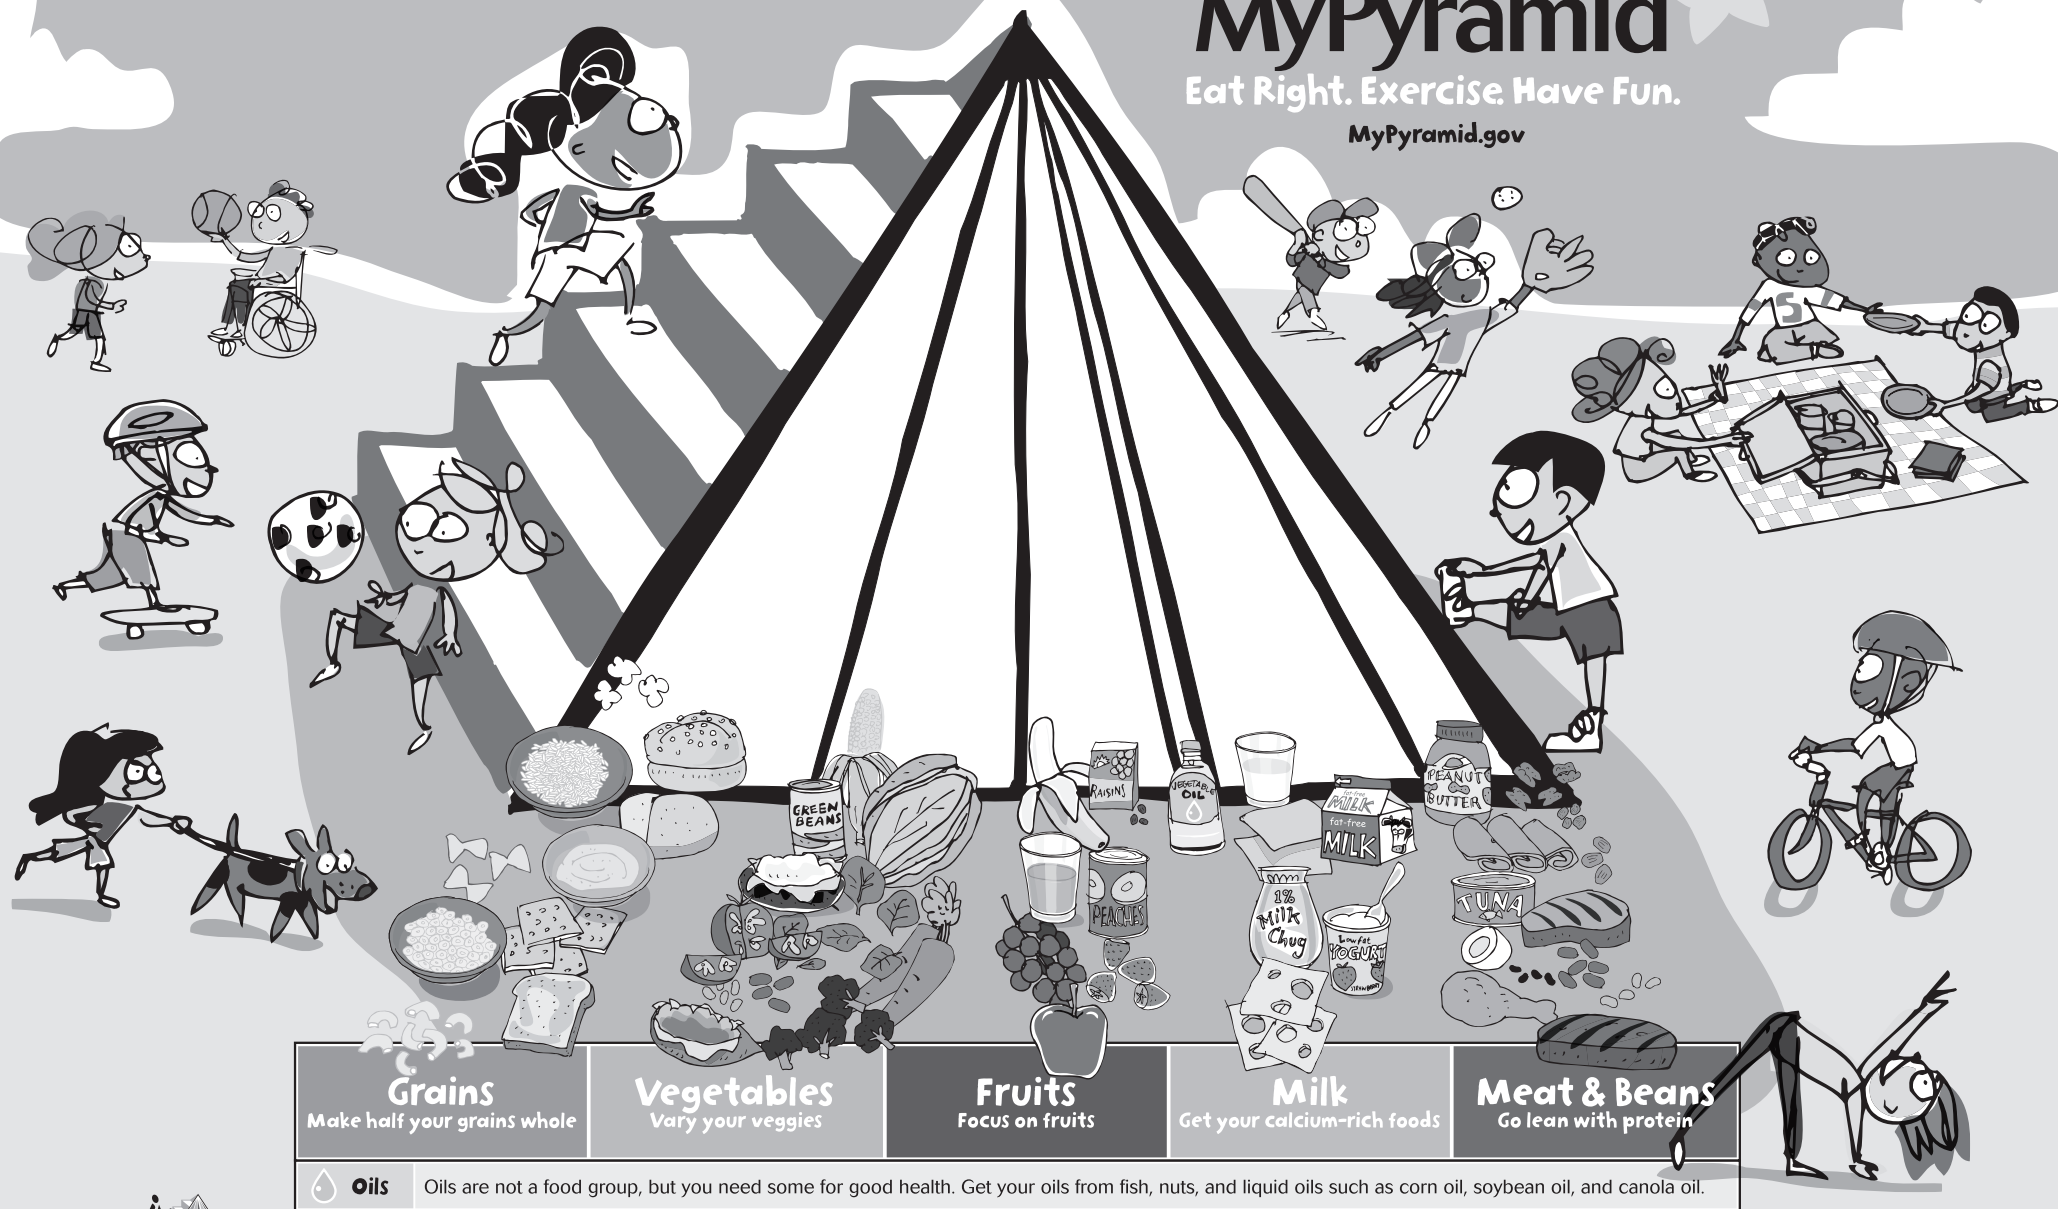 MyPyramid
Eat Right. Exercise. Have Fun.
MyPyramid.gov
5
GREEN
BEANS
RAISINS
VEGETABLE
OIL
PEACHES
fat-free
MILK
fat-free
MILK
PEANUT
BUTTER
1%
Milk
Chug
Lowfat
YOGURT
STRAWBERRY
TUNA
Grains
Make half your grains whole
Vegetables
Vary your veggies
Fruits
Focus on fruits
Milk
Get your calcium-rich foods
Meat & Beans
Go lean with protein
Oils
Oils are not a food group, but you need some for good health. Get your oils from fish, nuts, and liquid oils such as corn oil, soybean oil, and canola oil.